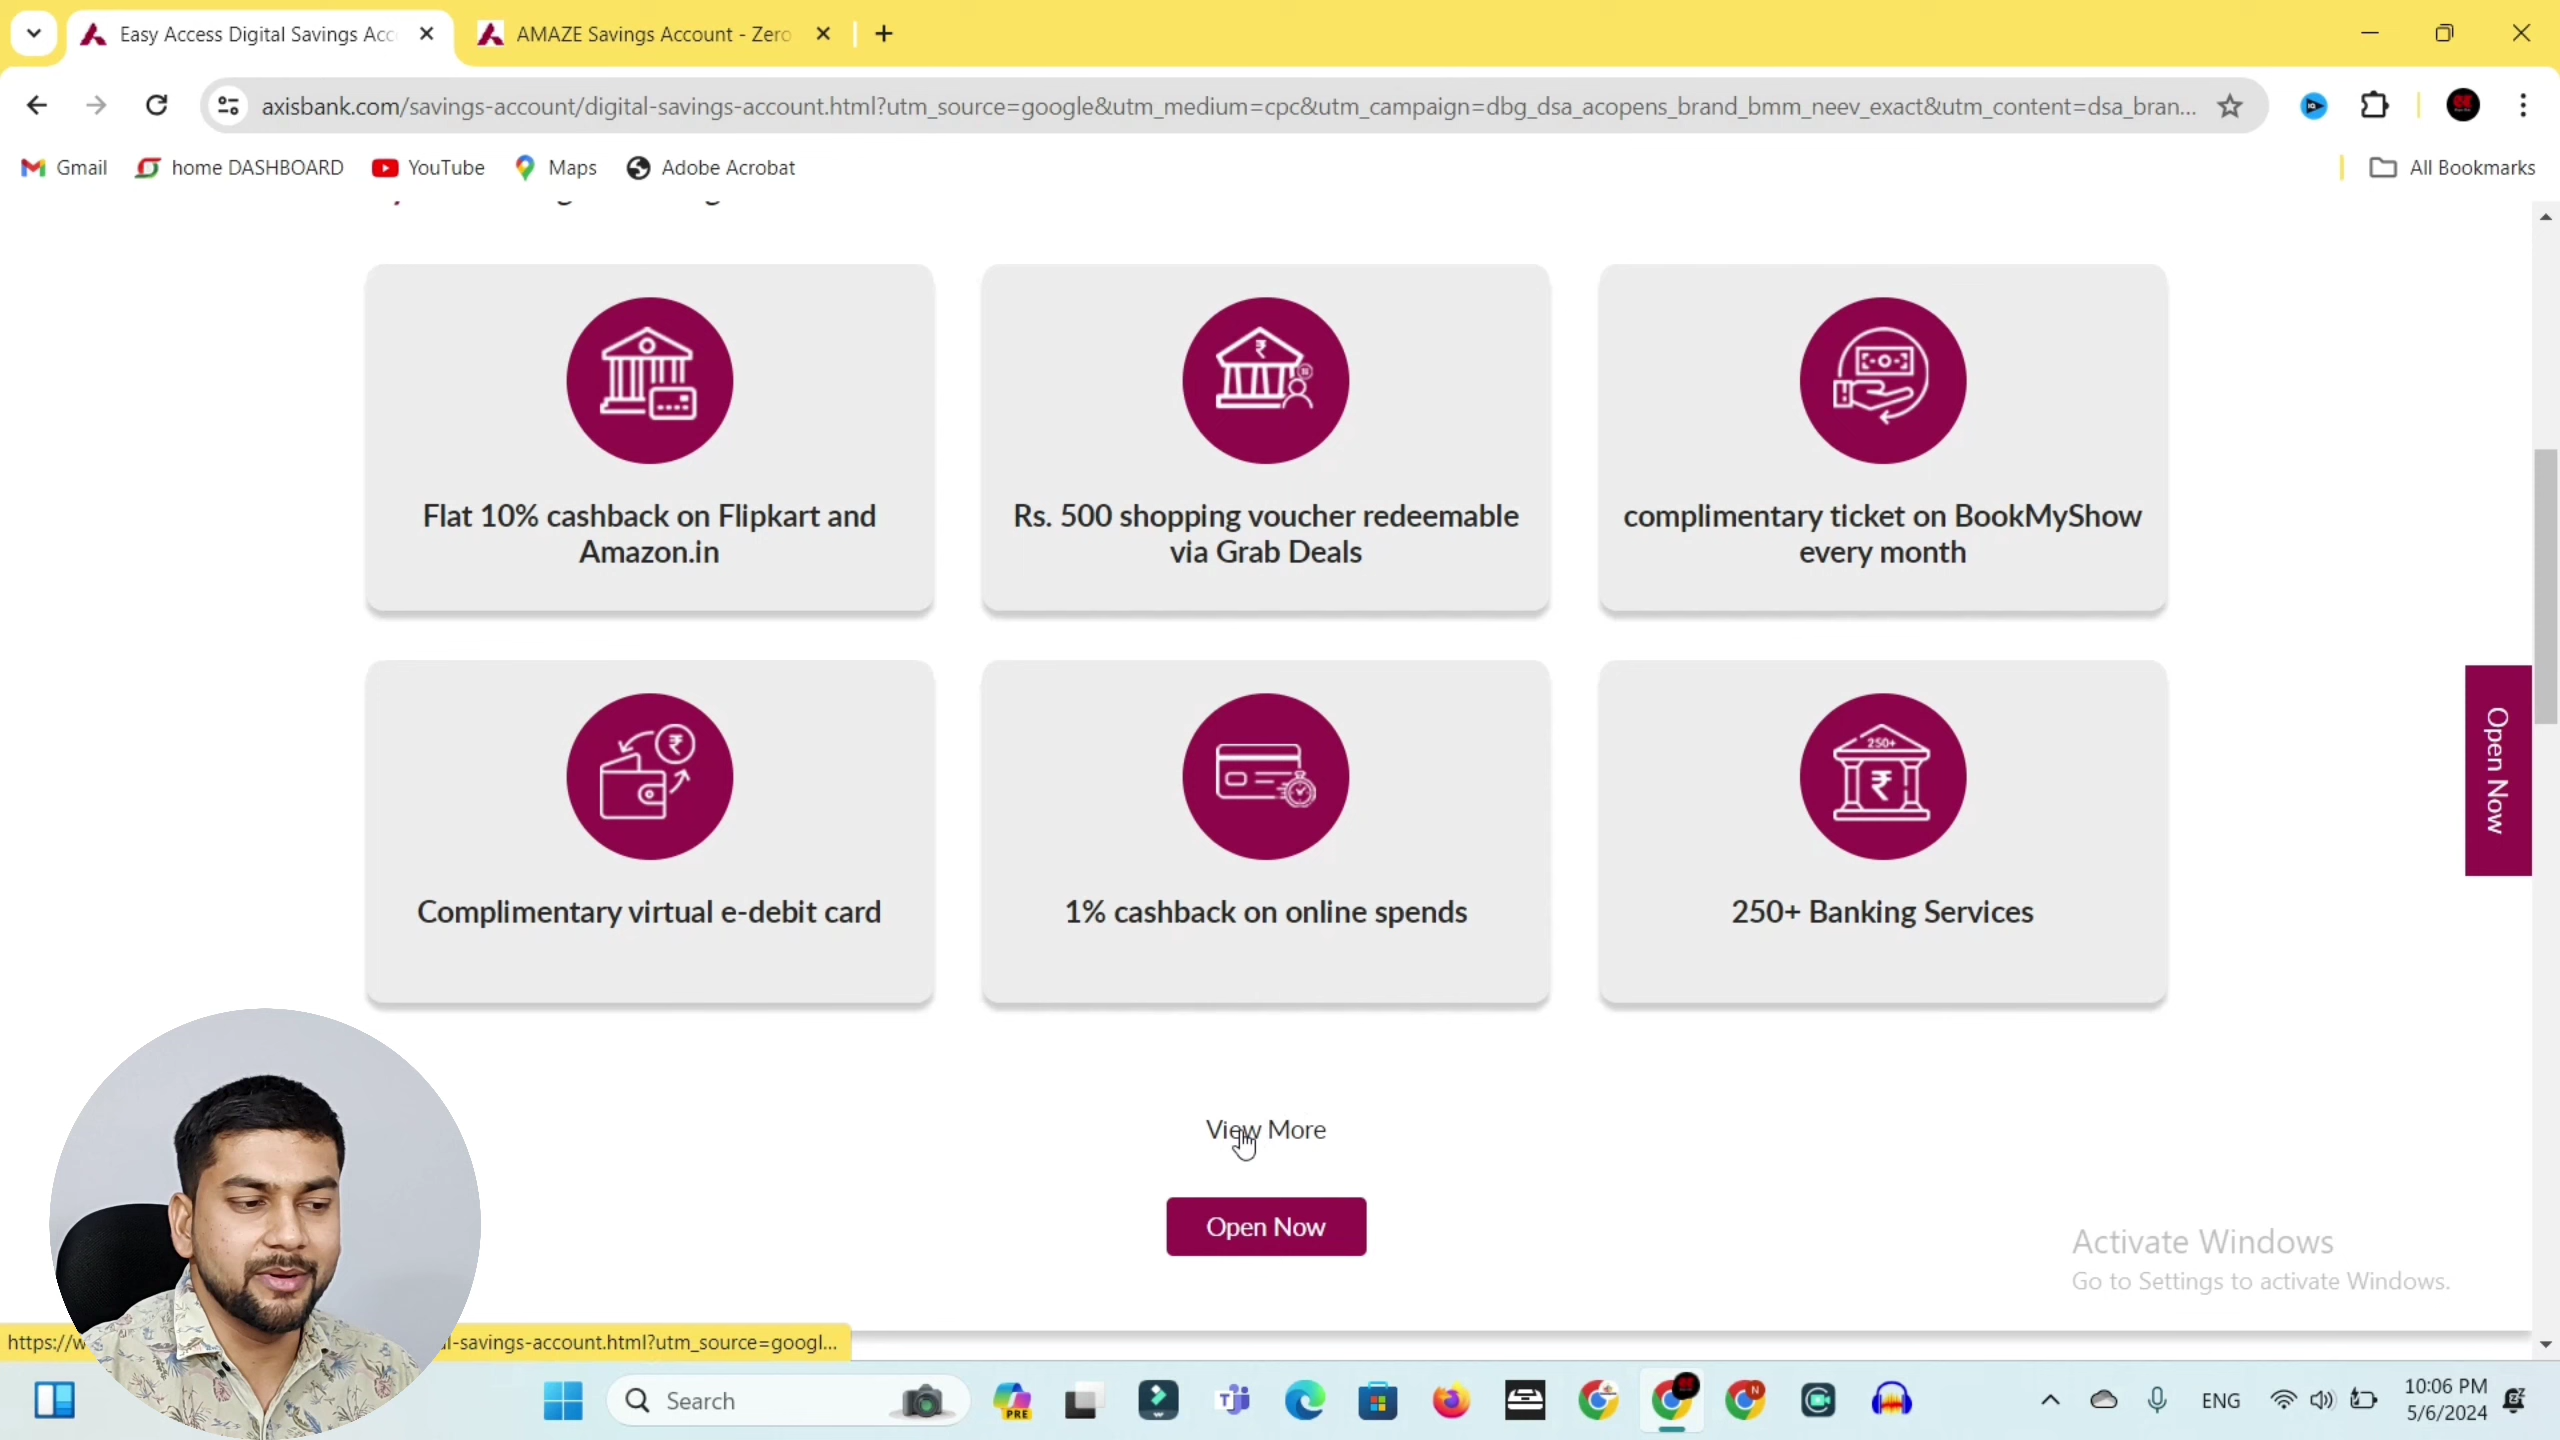 Easy Access Digital Savings Acc
AMAZE Savings Account - Zero
axisbank.com/savings-account/digital-savings-account.html?utm_source=google&utm_medium=cpc&utm_campaign=dbg_dsa_acopens_brand_bmm_neev_exact&utm_content=dsa_bran...
Gmail
home DASHBOARD
YouTube
Maps
Adobe Acrobat
All Bookmarks
Flat 10% cashback on Flipkart and
Amazon.in
Rs. 500 shopping voucher redeemable
via Grab Deals
complimentary ticket on BookMyShow
every month
Complimentary virtual e-debit card
1% cashback on online spends
250+
250+ Banking Services
Open Now
View More
Open Now
Activate Windows
Go to Settings to activate Windows.
https://w
l-savings-account.html?utm_source=googl...
Search
PRE
N
ENG
10:06 PM
5/6/2024